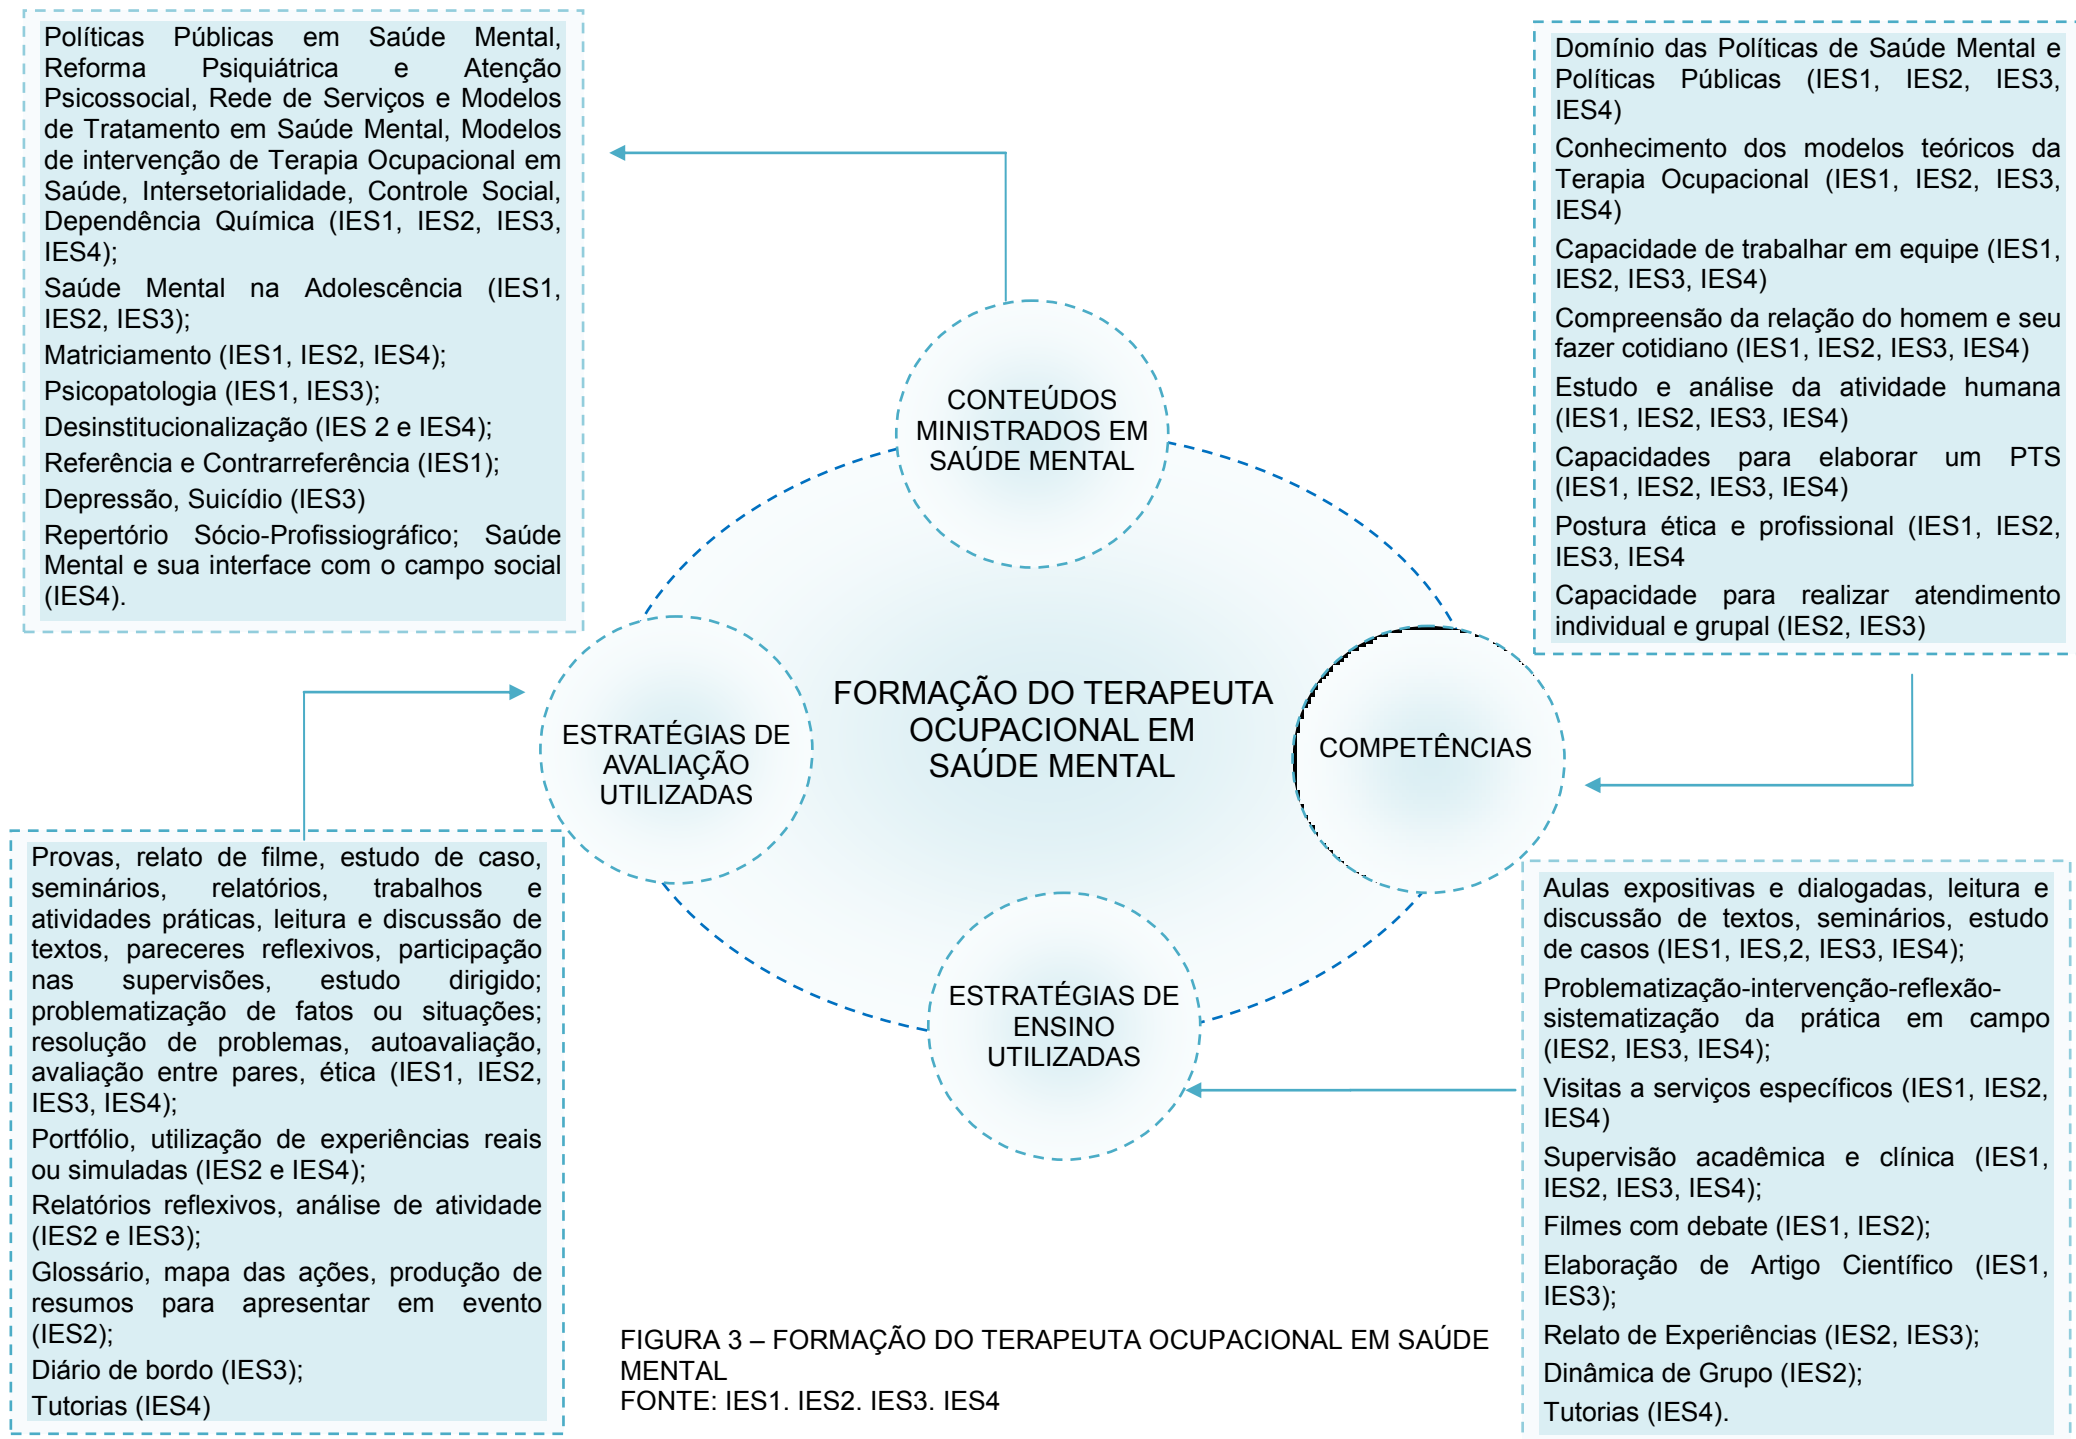 Políticas Públicas em Saúde Mental,
Reforma Psiquiátrica e Atenção
Psicossocial, Rede de Serviços e Modelos
de Tratamento em Saúde Mental, Modelos
de intervenção de Terapia Ocupacional em
Saúde, Intersetorialidade, Controle Social,
Dependência Química (IES1, IES2, IES3,
IES4);
Saúde Mental na Adolescência (IES1,
IES2, IES3);
Matriciamento (IES1, IES2, IES4);
Psicopatologia (IES1, IES3);
Desinstitucionalização (IES 2 e IES4);
Referência e Contrarreferência (IES1);
Depressão, Suicídio (IES3)
Repertório Sócio-Profissiográfico; Saúde
Mental e sua interface com o campo social
(IES4).
Domínio das Políticas de Saúde Mental e
Políticas Públicas (IES1, IES2, IES3,
IES4)
Conhecimento dos modelos teóricos da
Terapia Ocupacional (IES1, IES2, IES3,
IES4)
Capacidade de trabalhar em equipe (IES1,
IES2, IES3, IES4)
Compreensão da relação do homem e seu
fazer cotidiano (IES1, IES2, IES3, IES4)
Estudo e análise da atividade humana
(IES1, IES2, IES3, IES4)
Capacidades para elaborar um PTS
(IES1, IES2, IES3, IES4)
Postura ética e profissional (IES1, IES2,
IES3, IES4
Capacidade para realizar atendimento
individual e grupal (IES2, IES3)
CONTEÚDOS
MINISTRADOS EM
SAÚDE MENTAL
FORMAÇÃO DO TERAPEUTA
OCUPACIONAL EM
SAÚDE MENTAL
ESTRATÉGIAS DE
AVALIAÇÃO
UTILIZADAS
COMPETÊNCIAS
ESTRATÉGIAS DE
ENSINO
UTILIZADAS
Provas, relato de filme, estudo de caso,
seminários, relatórios, trabalhos e
atividades práticas, leitura e discussão de
textos, pareceres reflexivos, participação
nas supervisões, estudo dirigido;
problematização de fatos ou situações;
resolução de problemas, autoavaliação,
avaliação entre pares, ética (IES1, IES2,
IES3, IES4);
Portfólio, utilização de experiências reais
ou simuladas (IES2 e IES4);
Relatórios reflexivos, análise de atividade
(IES2 e IES3);
Glossário, mapa das ações, produção de
resumos para apresentar em evento
(IES2);
Diário de bordo (IES3);
Tutorias (IES4)
Aulas expositivas e dialogadas, leitura e
discussão de textos, seminários, estudo
de casos (IES1, IES,2, IES3, IES4);
Problematização-intervenção-reflexão-
sistematização da prática em campo
(IES2, IES3, IES4);
Visitas a serviços específicos (IES1, IES2,
IES4)
Supervisão acadêmica e clínica (IES1,
IES2, IES3, IES4);
Filmes com debate (IES1, IES2);
Elaboração de Artigo Científico (IES1,
IES3);
Relato de Experiências (IES2, IES3);
Dinâmica de Grupo (IES2);
Tutorias (IES4).
FIGURA 3 – FORMAÇÃO DO TERAPEUTA OCUPACIONAL EM SAÚDE
MENTAL
FONTE: IES1. IES2. IES3. IES4